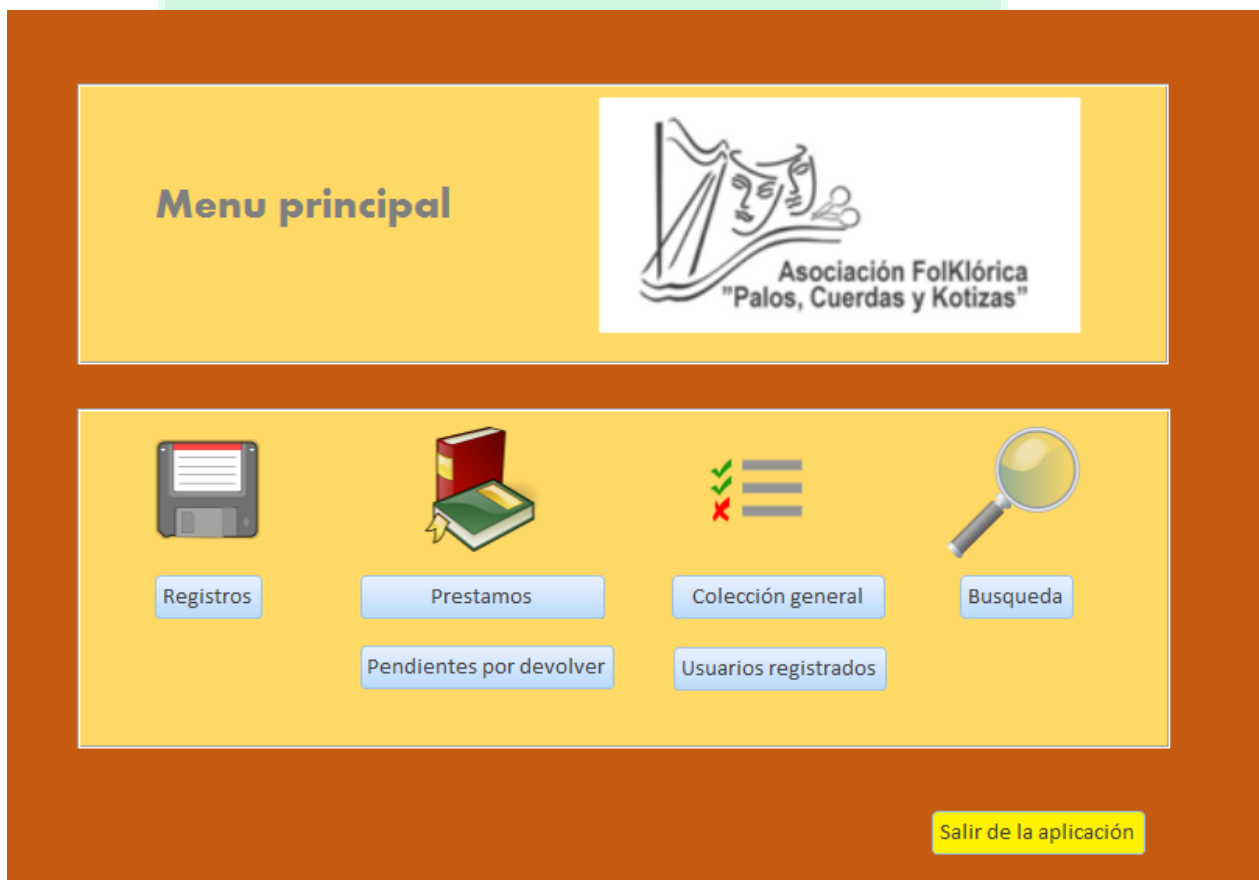 Menu principal
Asociación FolKlórica
"Palos, Cuerdas y Kotizas"
Registros
Prestamos
Colección general
Busqueda
Pendientes por devolver
Usuarios registrados
Salir de la aplicación